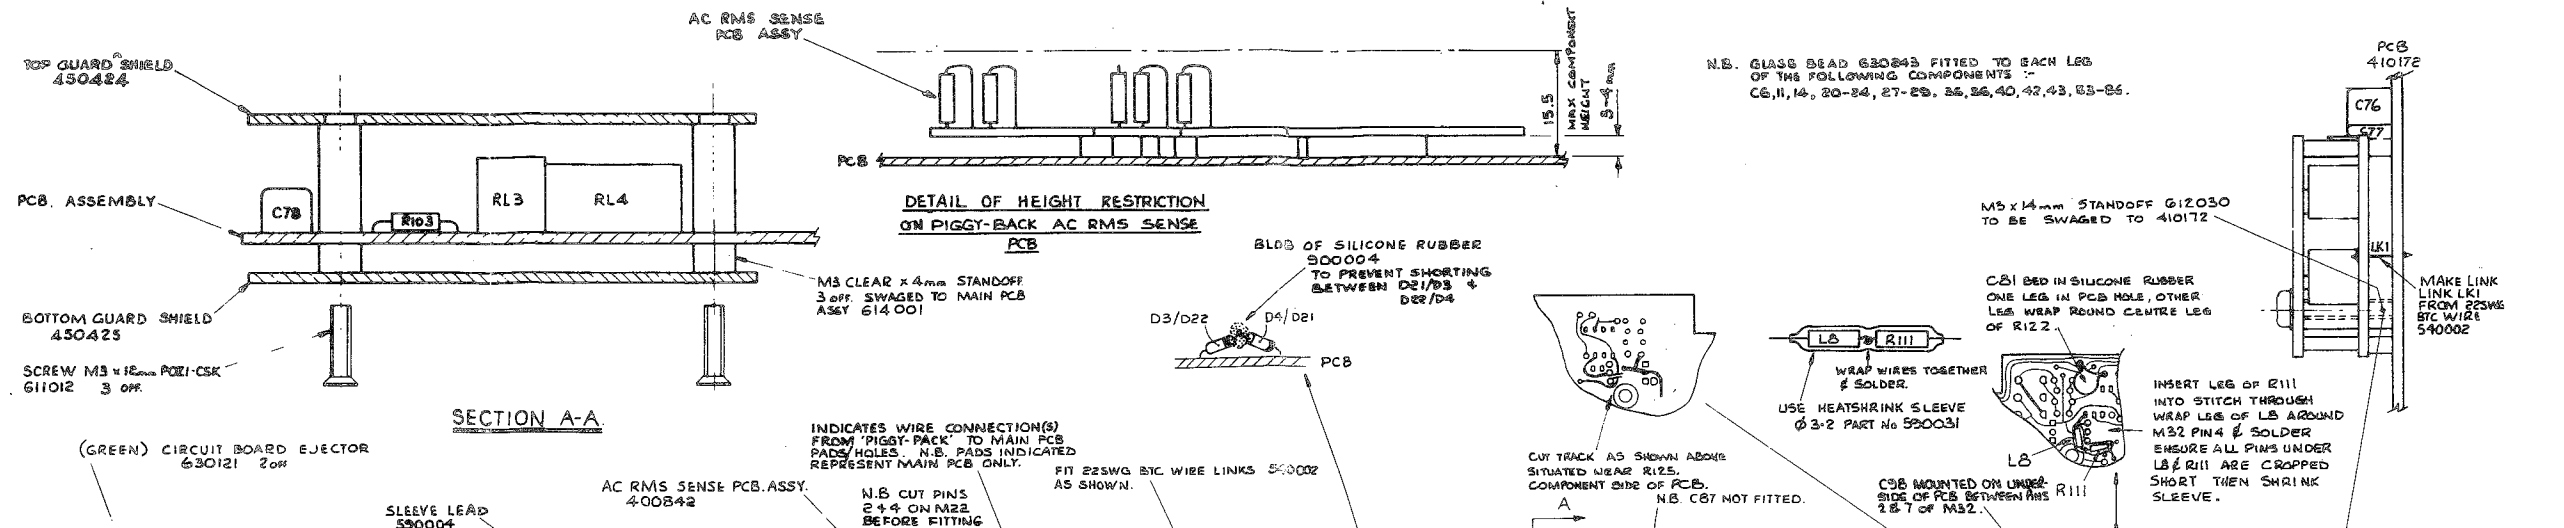 TOP GUARD SHIELD
450424
PCB. ASSEMBLY
C78
R103
RL3
RL4
BOTTOM GUARD SHIELD
450425
SCREW M3 x 12mm POZI-CSK
611012 3 OFF.
M3 CLEAR x 4mm STANDOFF
3 OFF. SWAGED TO MAIN PCB
ASSY 614001
SECTION A-A.
(GREEN) CIRCUIT BOARD EJECTOR
630121 2 OFF
SLEEVE LEAD
590004
AC RMS SENSE
PCB ASSY
PCB
15.5
MAX COMPONENT
HEIGHT
3-4mm
DETAIL OF HEIGHT RESTRICTION
ON PIGGY-BACK AC RMS SENSE
PCB
BLOB OF SILICONE RUBBER
900004
TO PREVENT SHORTING
BETWEEN D21/D3 &
D22/D4
D3/D22
D4/D21
PCB
INDICATES WIRE CONNECTION(S)
FROM 'PIGGY-PACK' TO MAIN PCB
PADS/HOLES. N.B. PADS INDICATED
REPRESENT MAIN PCB ONLY.
AC RMS SENSE PCB. ASSY.
400842
N.B CUT PINS
2 & 4 ON M22
BEFORE FITTING
FIT 22SWG BTC WIRE LINKS 540002
AS SHOWN.
N.B. GLASS BEAD 630243 FITTED TO EACH LEG
OF THE FOLLOWING COMPONENTS :-
C6,11,14, 20-24, 27-29, 36,40,42,43,
CUT TRACK AS SHOWN ABOVE
SITUATED NEAR R125.
COMPONENT SIDE OF PCB.
N.B. C87 NOT FITTED.
A
L8
R111
WRAP WIRES TOGETHER
& SOLDER.
USE HEATSHRINK SLEEVE
Ø 3·2 PART No 590031
M3 x 14mm STANDOFF 612030
TO BE SWAGED TO 410172
C81 BED IN SILICONE RUBBER
ONE LEG IN PCB HOLE, OTHER
LEG WRAP ROUND CENTRE LEG
OF R122.
L8
R111
C98 MOUNTED ON UNDER-
SIDE OF PCB BETWEEN PINS
2 & 7 OF M32.
INSERT LEG OF R111
INTO STITCH THROUGH
WRAP LEG OF L8 AROUND
M32 PIN 4 & SOLDER
ENSURE ALL PINS UNDER
L8 & R111 ARE CROPPED
SHORT THEN SHRINK
SLEEVE.
PCB
410172
C76
C77
LK1
MAKE LINK
LINK LK1
FROM 22SWG
BTC WIRE
540002